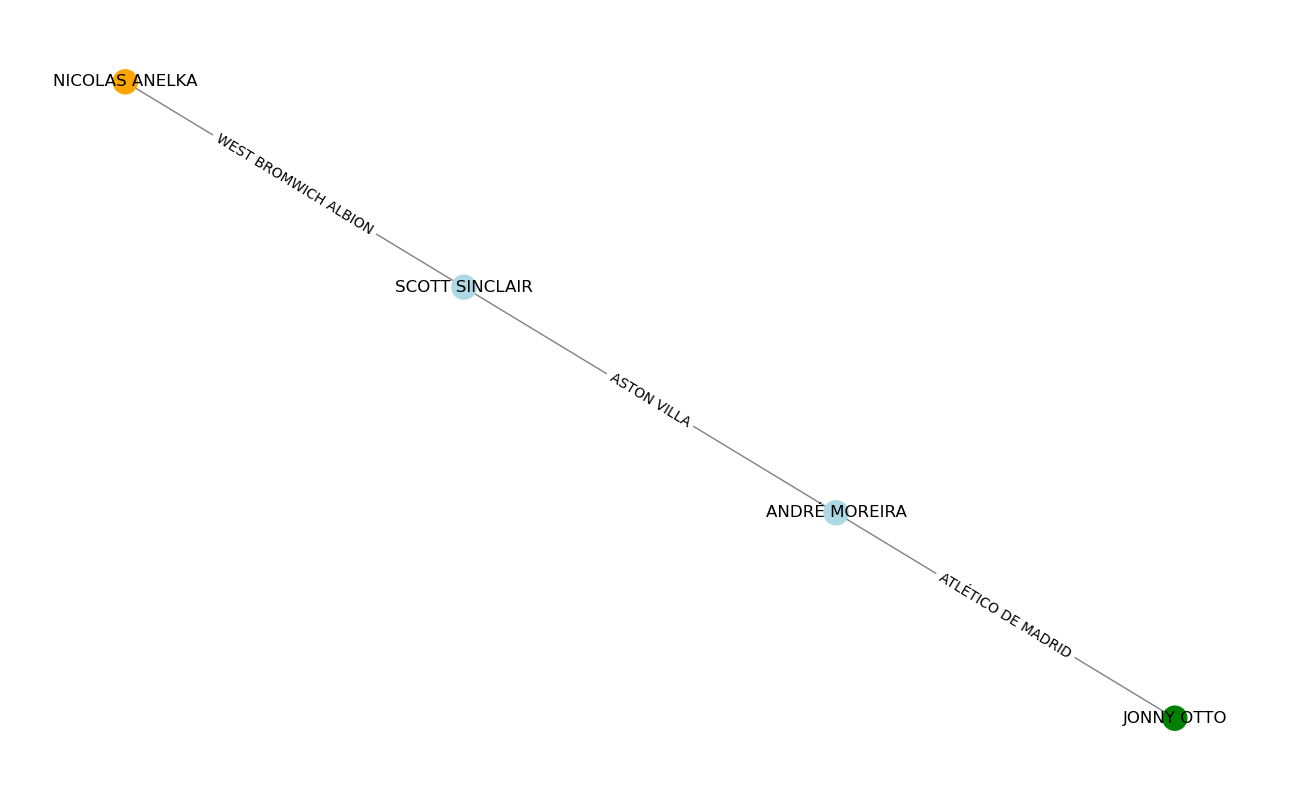 NICOLAS ANELKA
WEST BROMWICH ALBION
SCOTT SINCLAIR
ASTON VILLA
ANDRÉ MOREIRA
ATLÉTICO DE MADRID
JONNY OTTO